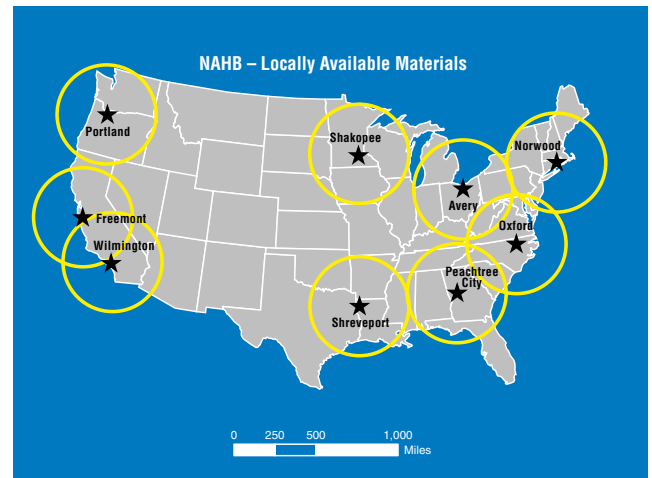 NAHB – Locally Available Materials
Portland
Shakopee
Norwood
Avery
Freemont
Oxford
Wilmington
Peachtree
City
Shreveport
0 250 500 1,000
Miles